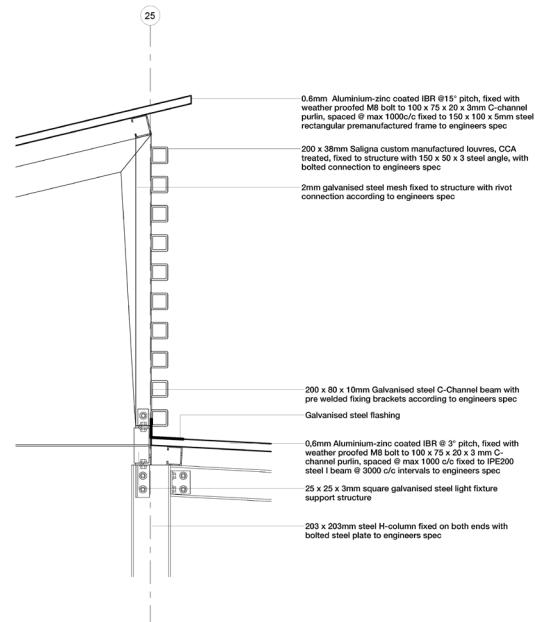 25
0.6mm Aluminium-zinc coated IBR @15° pitch, fixed with
weather proofed M8 bolt to 100 x 75 x 20 x 3mm C-channel
purlin, spaced @ max 1000c/c fixed to 150 x 100 x 5mm steel
rectangular premanufactured frame to engineers spec
200 x 38mm Saligna custom manufactured louvres, CCA
treated, fixed to structure with 150 x 50 x 3 steel angle, with
bolted connection to engineers spec
2mm galvanised steel mesh fixed to structure with rivot
connection according to engineers spec
200 x 80 x 10mm Galvanised steel C-Channel beam with
pre welded fixing brackets according to engineers spec
Galvanised steel flashing
0,6mm Aluminium-zinc coated IBR @ 3° pitch, fixed with
weather proofed M8 bolt to 100 x 75 x 20 x 3 mm C-
channel purlin, spaced @ max 1000 c/c fixed to IPE200
steel I beam @ 3000 c/c intervals to engineers spec
25 x 25 x 3mm square galvanised steel light fixture
support structure
203 x 203mm steel H-column fixed on both ends with
bolted steel plate to engineers spec